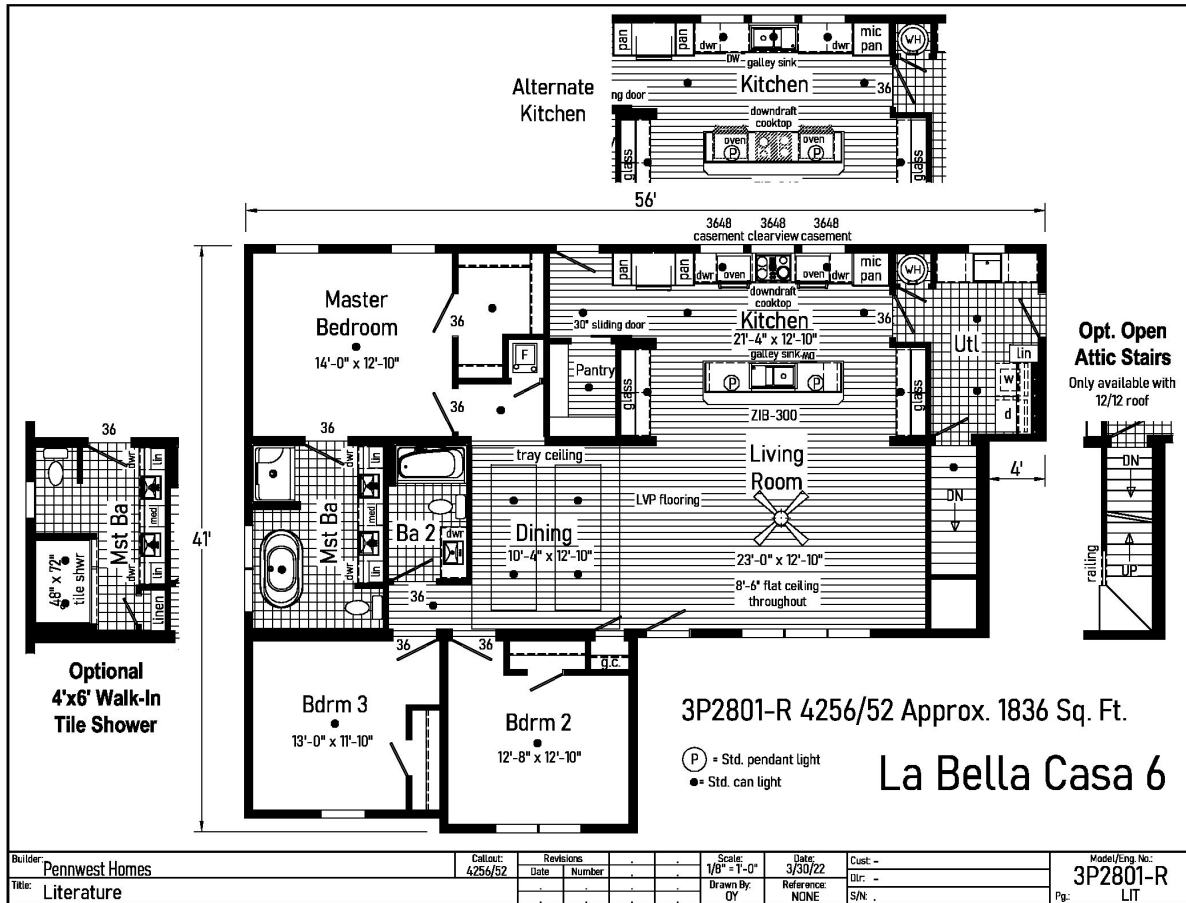 Alternate
Kitchen
pan
pan
dwr
dwr
mic
pan
WH
DW
galley sink
Kitchen
36
ng door
downdraft
cooktop
oven
oven
P
P
glass
glass
56'
3648 3648 3648
casement clearview casement
41'
Master
Bedroom
14'-0" x 12'-10"
36
36
36
F
pan
pan
dwr
oven
oven
dwr
mic
pan
WH
downdraft
cooktop
30" sliding door
Kitchen
21'-4" x 12'-10"
36
galley sink
DW
P
P
Pantry
glass
glass
ZIB-300
Utl
lin
w
d
Opt. Open
Attic Stairs
Only available with
12/12 roof
DN
UP
railing
4'
tray ceiling
Living
Room
LVP flooring
Dining
10'-4" x 12'-10"
23'-0" x 12'-10"
8'-6" flat ceiling
throughout
DN
Mst Ba
dwr
lin
med
dwr
lin
Ba 2
dwr
36
36
36
36
dwr
lin
med
Mst Ba
48" x 72"
tile shwr
dwr
lin
linen
Optional
4'x6' Walk-In
Tile Shower
g.c.
Bdrm 3
13'-0" x 11'-10"
Bdrm 2
12'-8" x 12'-10"
3P2801-R 4256/52 Approx. 1836 Sq. Ft.
P = Std. pendant light
= Std. can light
La Bella Casa 6
Builder: Pennwest Homes
Title: Literature
Callout:
4256/52
Revisions
Date Number
Scale:
1/8" = 1'-0"
Drawn By:
OY
Date:
3/30/22
Reference:
NONE
Cust: -
Dlr: -
S/N: .
Model/Eng. No.:
3P2801-R
Pg.: LIT